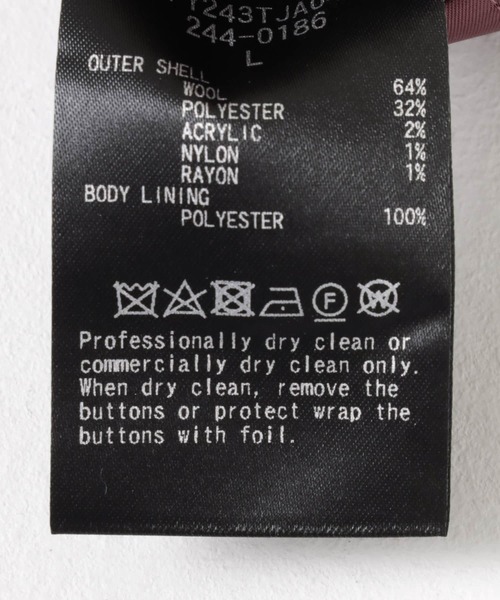 244-0186
L
OUTER SHELL
WOOL 64%
POLYESTER 32%
ACRYLIC 2%
NYLON 1%
RAYON 1%
BODY LINING
POLYESTER 100%
F W
Professionally dry clean or
commercially dry clean only.
When dry clean, remove the
buttons or protect wrap the
buttons with foil.